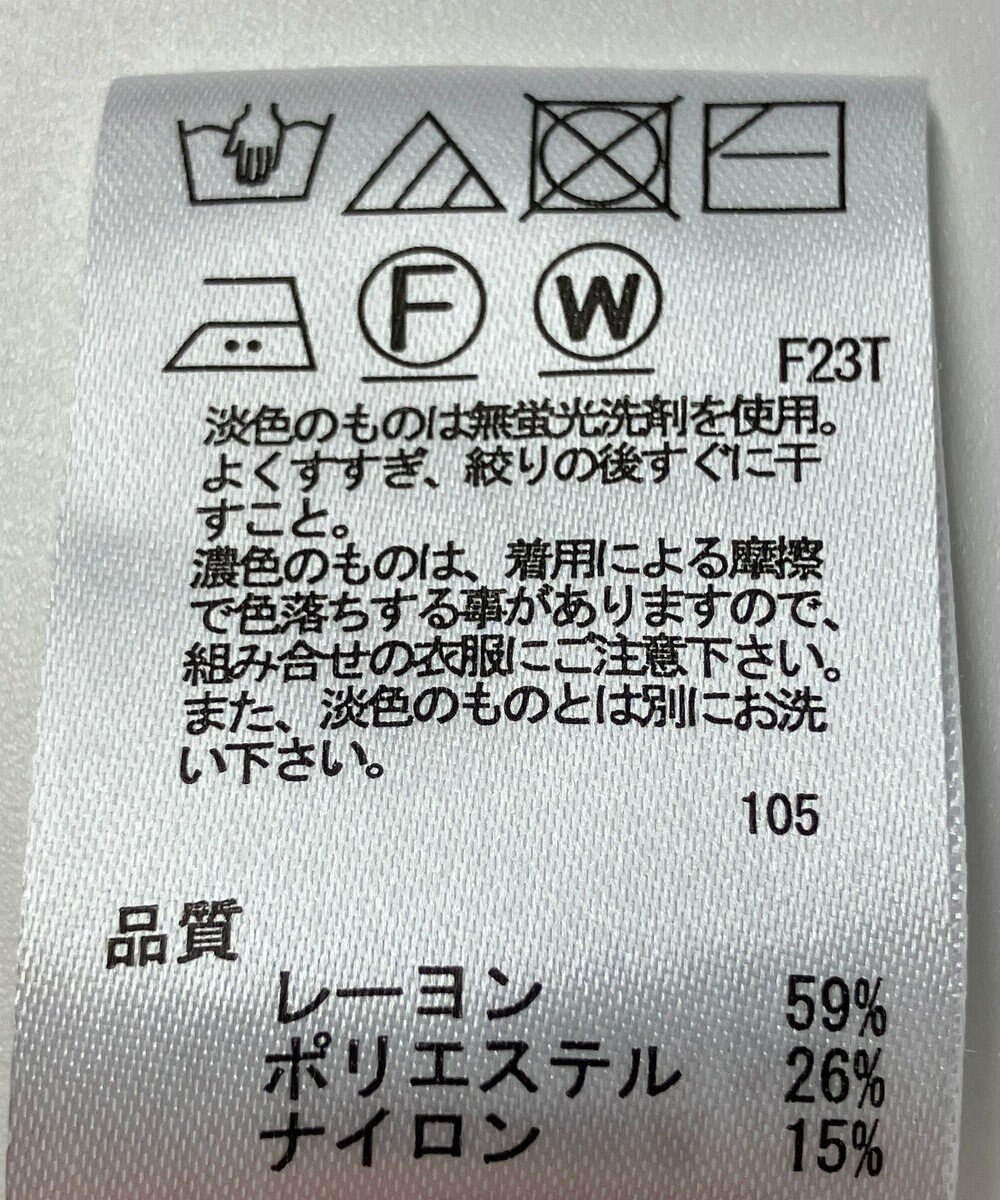 F
W
F23T
淡色のものは無蛍光洗剤を使用。
よくすすぎ、絞りの後すぐに干
すこと。
濃色のものは、着用による摩擦
で色落ちする事がありますので、
組み合せの衣服にご注意下さい。
また、淡色のものとは別にお洗
い下さい。
105
品質
レーヨン 59%
ポリエステル 26%
ナイロン 15%